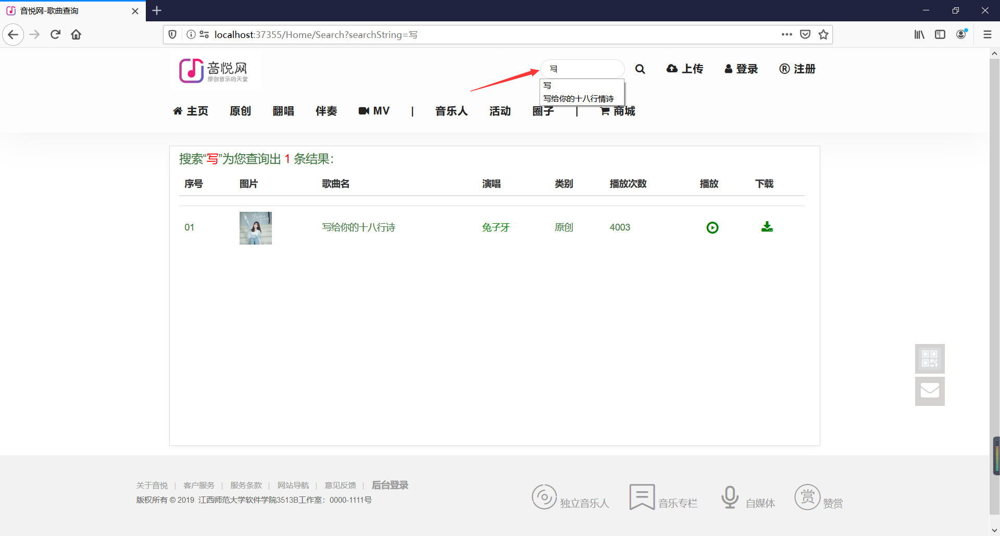 音悦网-歌曲查询
localhost:37355/Home/Search?searchString=写
音悦网
原创音乐的天堂
写
上传
登录
注册
写
写给你的十八行情诗
主页 原创 翻唱 伴奏 MV | 音乐人 活动 圈子 | 商城
搜索“写”为您查询出 1 条结果：
序号 图片 歌曲名 演唱 类别 播放次数 播放 下载
01 写给你的十八行诗 兔子牙 原创 4003
关于音悦 | 客户服务 | 服务条款 | 网站导航 | 意见反馈 | 后台登录
版权所有 © 2019 江西师范大学软件学院3513B工作室：0000-1111号
独立音乐人
音乐专栏
自媒体
赏 赞赏